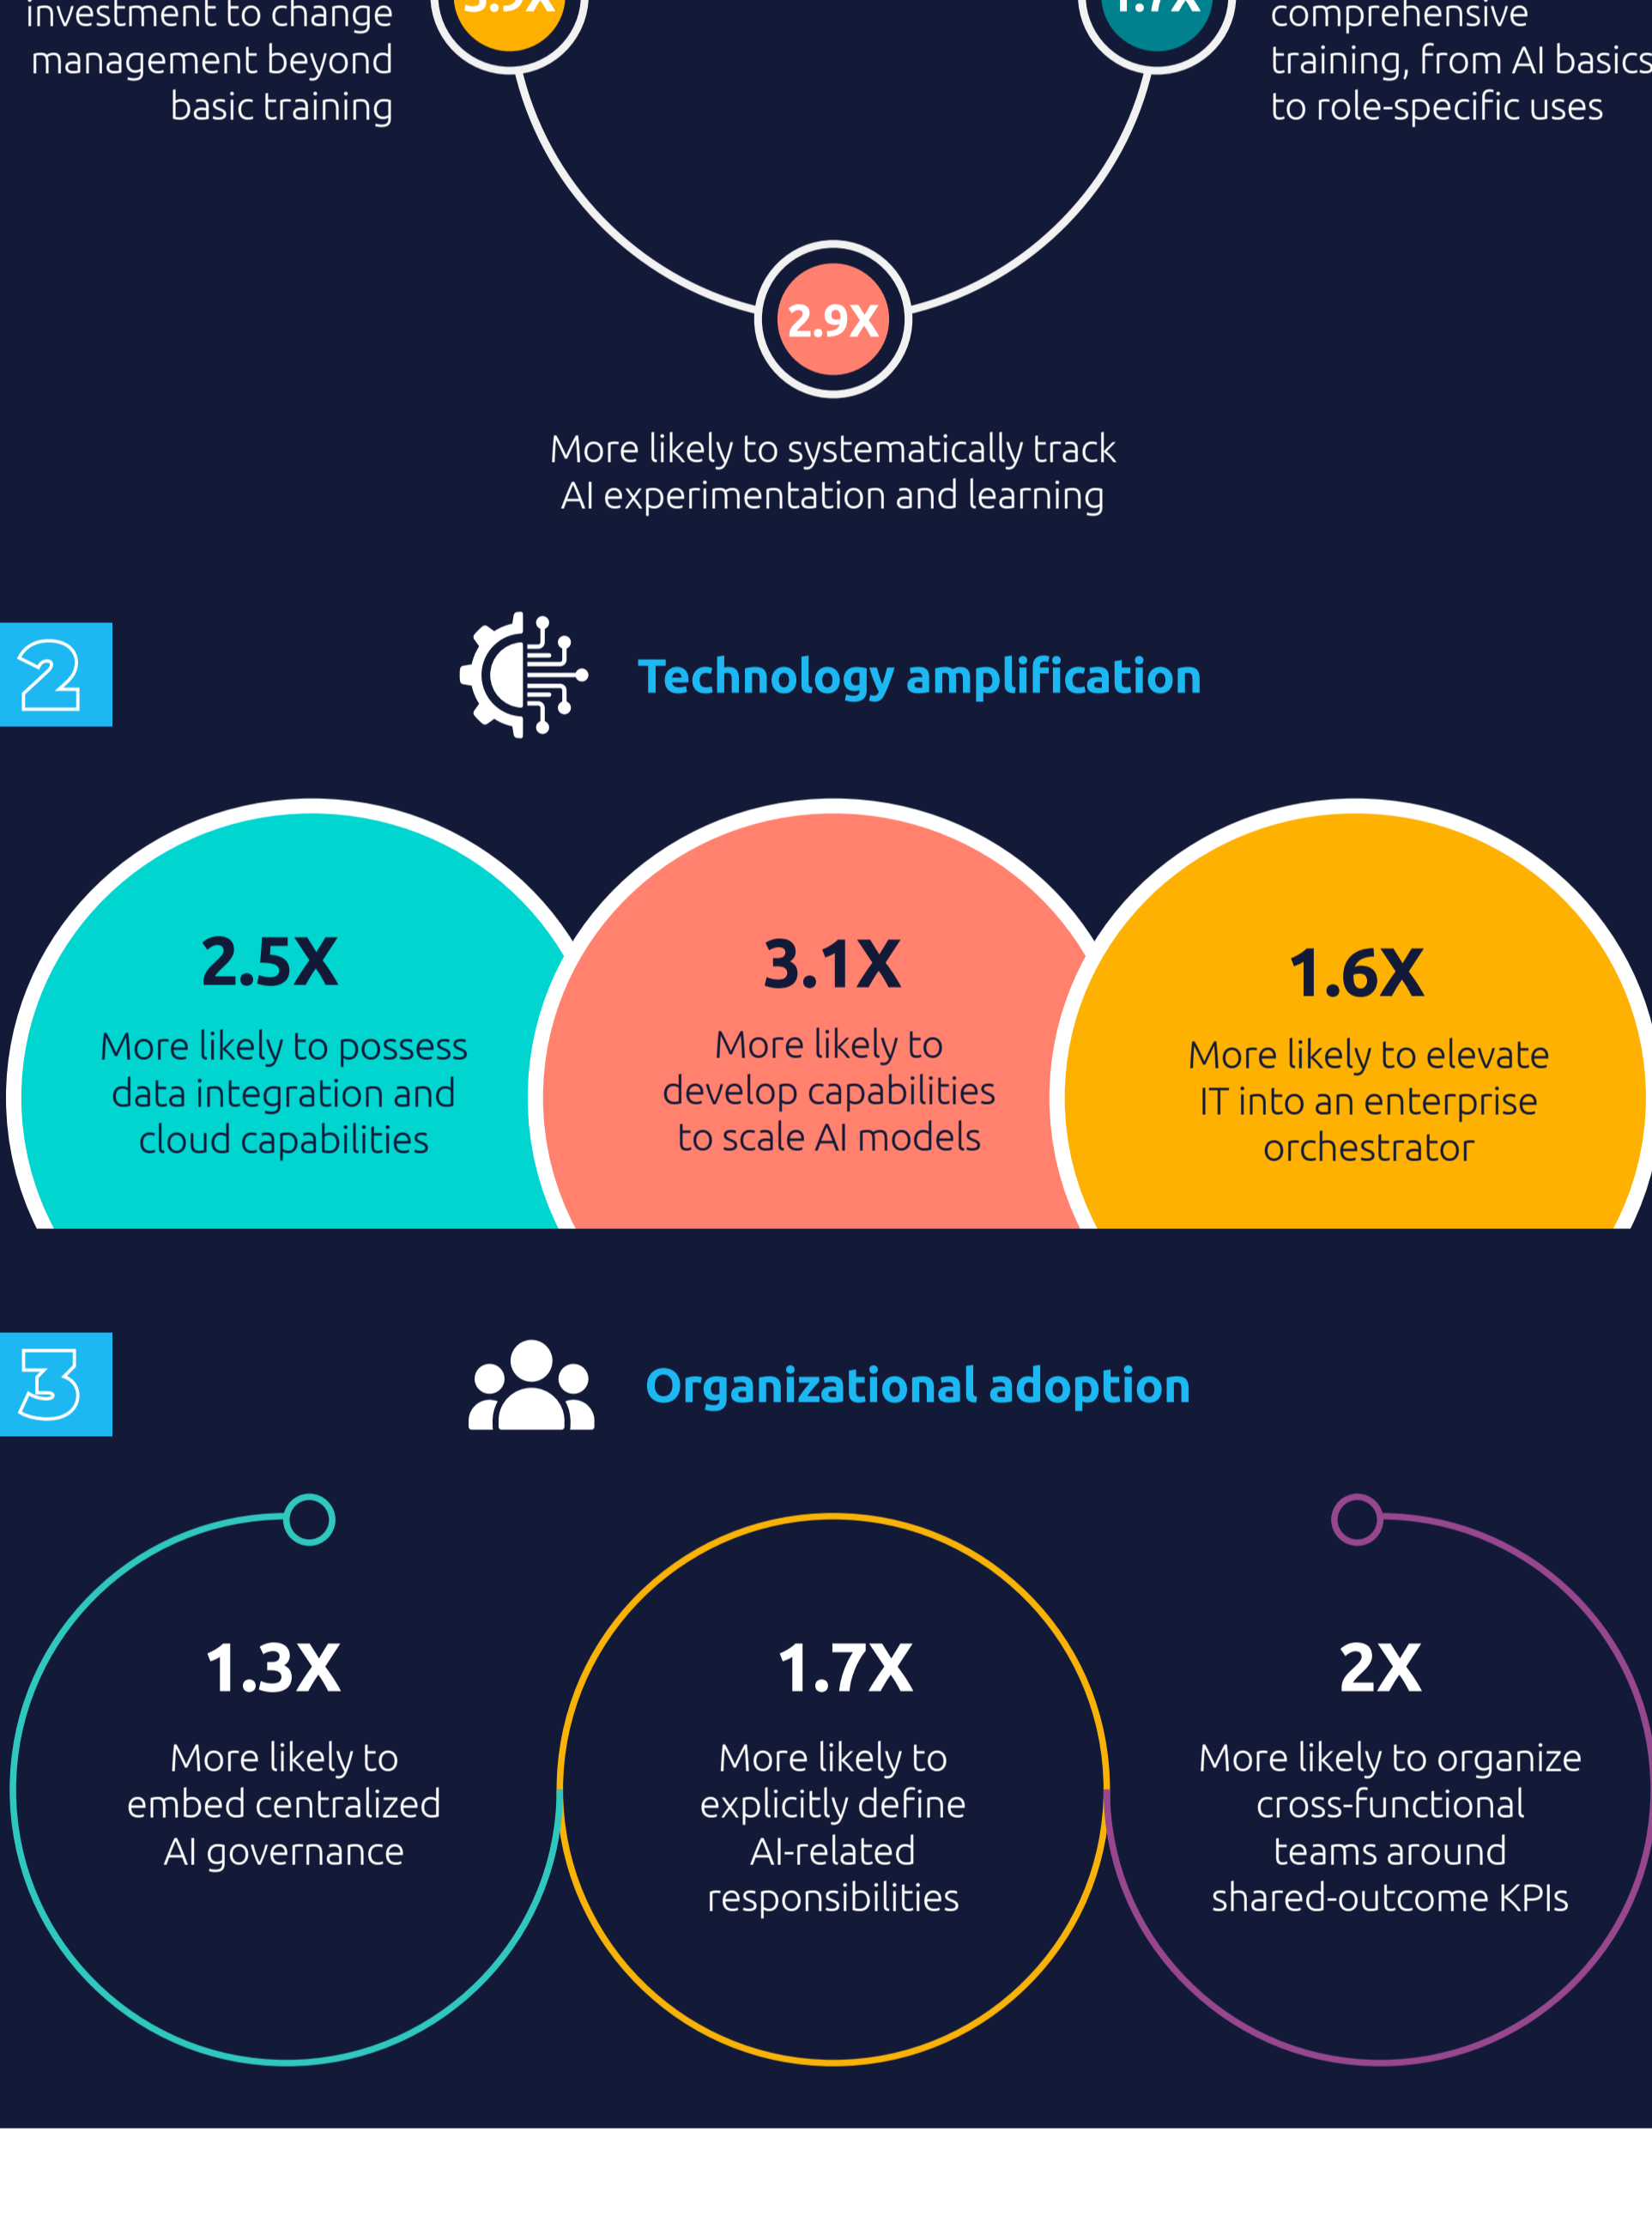 investment to change
management beyond
basic training
1.7X
comprehensive
training, from AI basics
to role-specific uses
2.9X
More likely to systematically track
AI experimentation and learning
2
Technology amplification
2.5X
More likely to possess
data integration and
cloud capabilities
3.1X
More likely to
develop capabilities
to scale AI models
1.6X
More likely to elevate
IT into an enterprise
orchestrator
3
Organizational adoption
1.3X
More likely to
embed centralized
AI governance
1.7X
More likely to
explicitly define
AI-related
responsibilities
2X
More likely to organize
cross-functional
teams around
shared-outcome KPIs